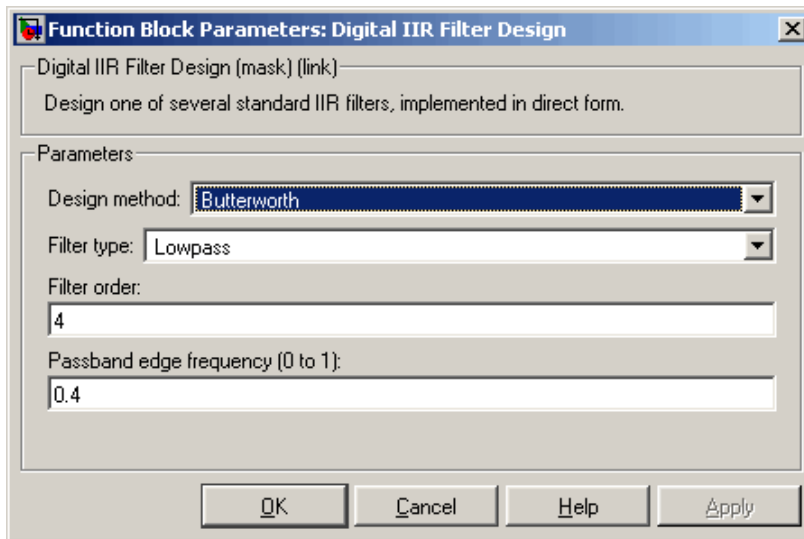 Function Block Parameters: Digital IIR Filter Design
Digital IIR Filter Design (mask) (link)
Design one of several standard IIR filters, implemented in direct form.
Parameters
Design method: Butterworth
Filter type: Lowpass
Filter order:
4
Passband edge frequency (0 to 1):
0.4
OK Cancel Help Apply